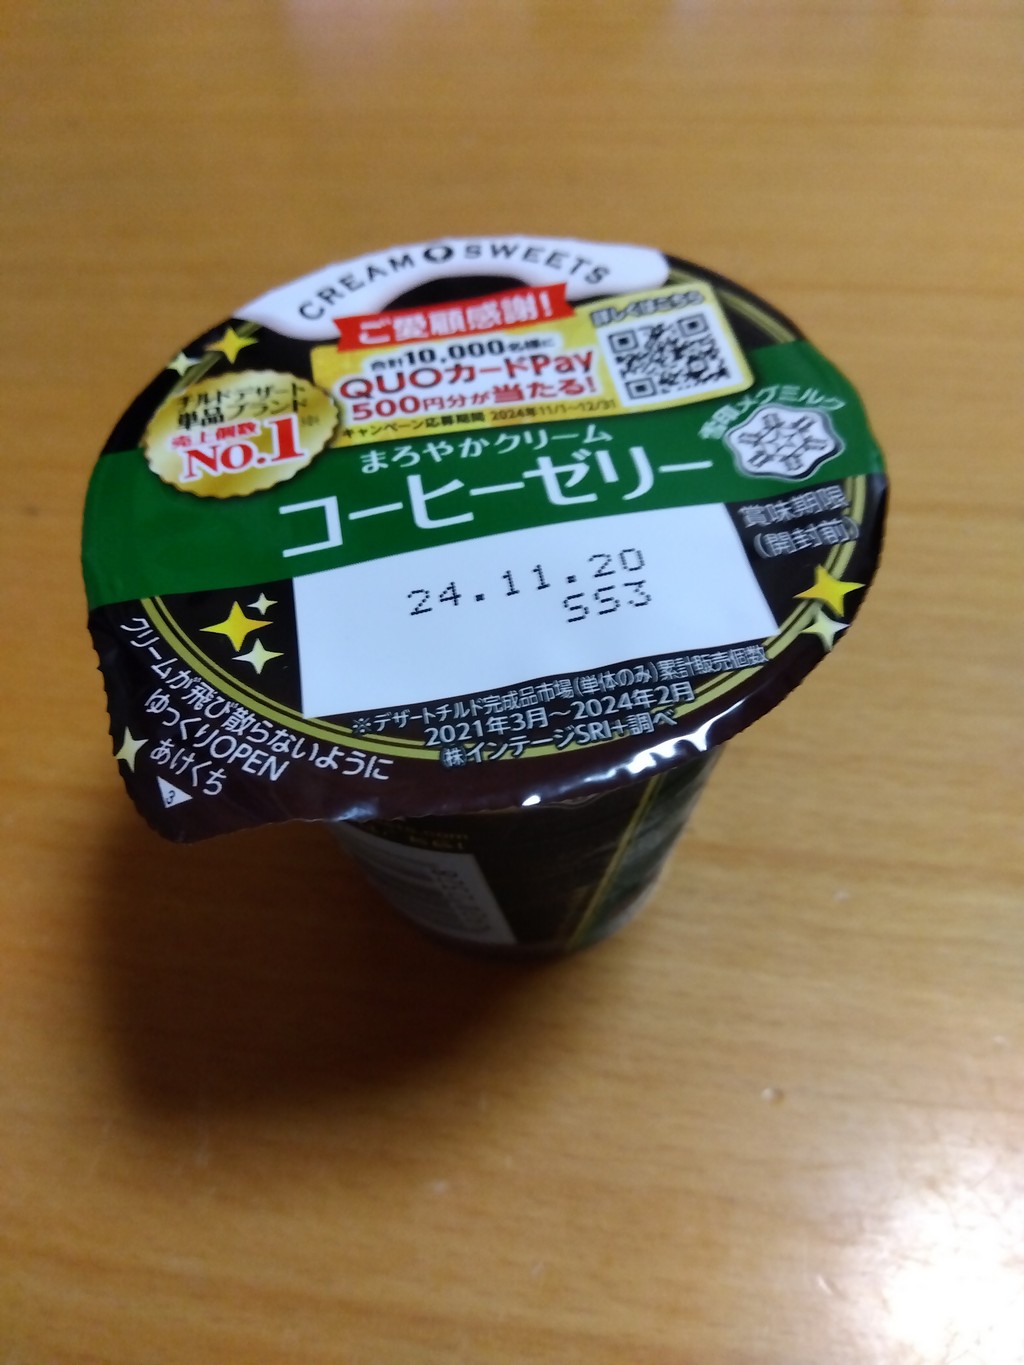 CREAM SWEETS
ご愛顧感謝!
詳しくはこちら
合計10,000名様に
QUOカードPay
500円分が当たる!
キャンペーン応募期間 2024年11/1~12/31
チルドデザート
単品ブランド
売上個数※
No.1
まろやかクリーム
コーヒーゼリー
雪印メグミルク
賞味期限
(開封前)
24.11.20
SS3
※デザートチルド完成品市場(単体のみ)累計販売個数
2021年3月~2024年2月
㈱インテージSRI+調べ
クリームが飛び散らないように
ゆっくりOPEN
あけくち
3